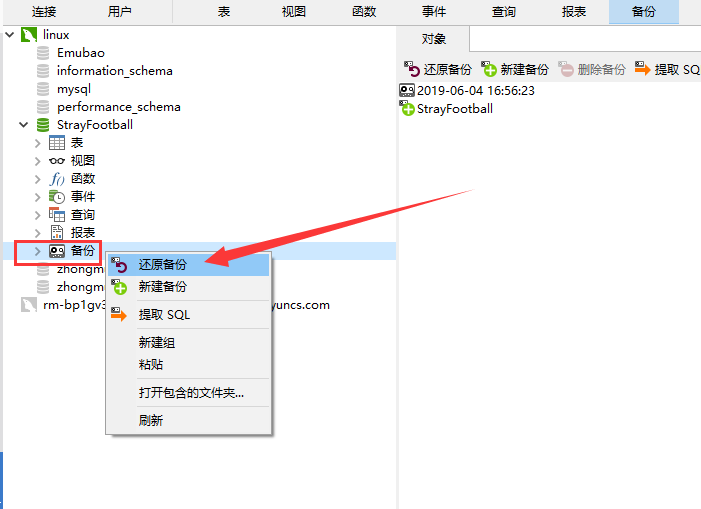 连接 用户 表 视图 函数 事件 查询 报表 备份
对象
还原备份 新建备份 删除备份 提取 SQ
2019-06-04 16:56:23
StrayFootball
linux
Emubao
information_schema
mysql
performance_schema
StrayFootball
表
视图
f() 函数
事件
查询
报表
备份
zhongm
zhongm
rm-bp1gv3 yuncs.com
还原备份
新建备份
提取 SQL
新建组
粘贴
打开包含的文件夹...
刷新